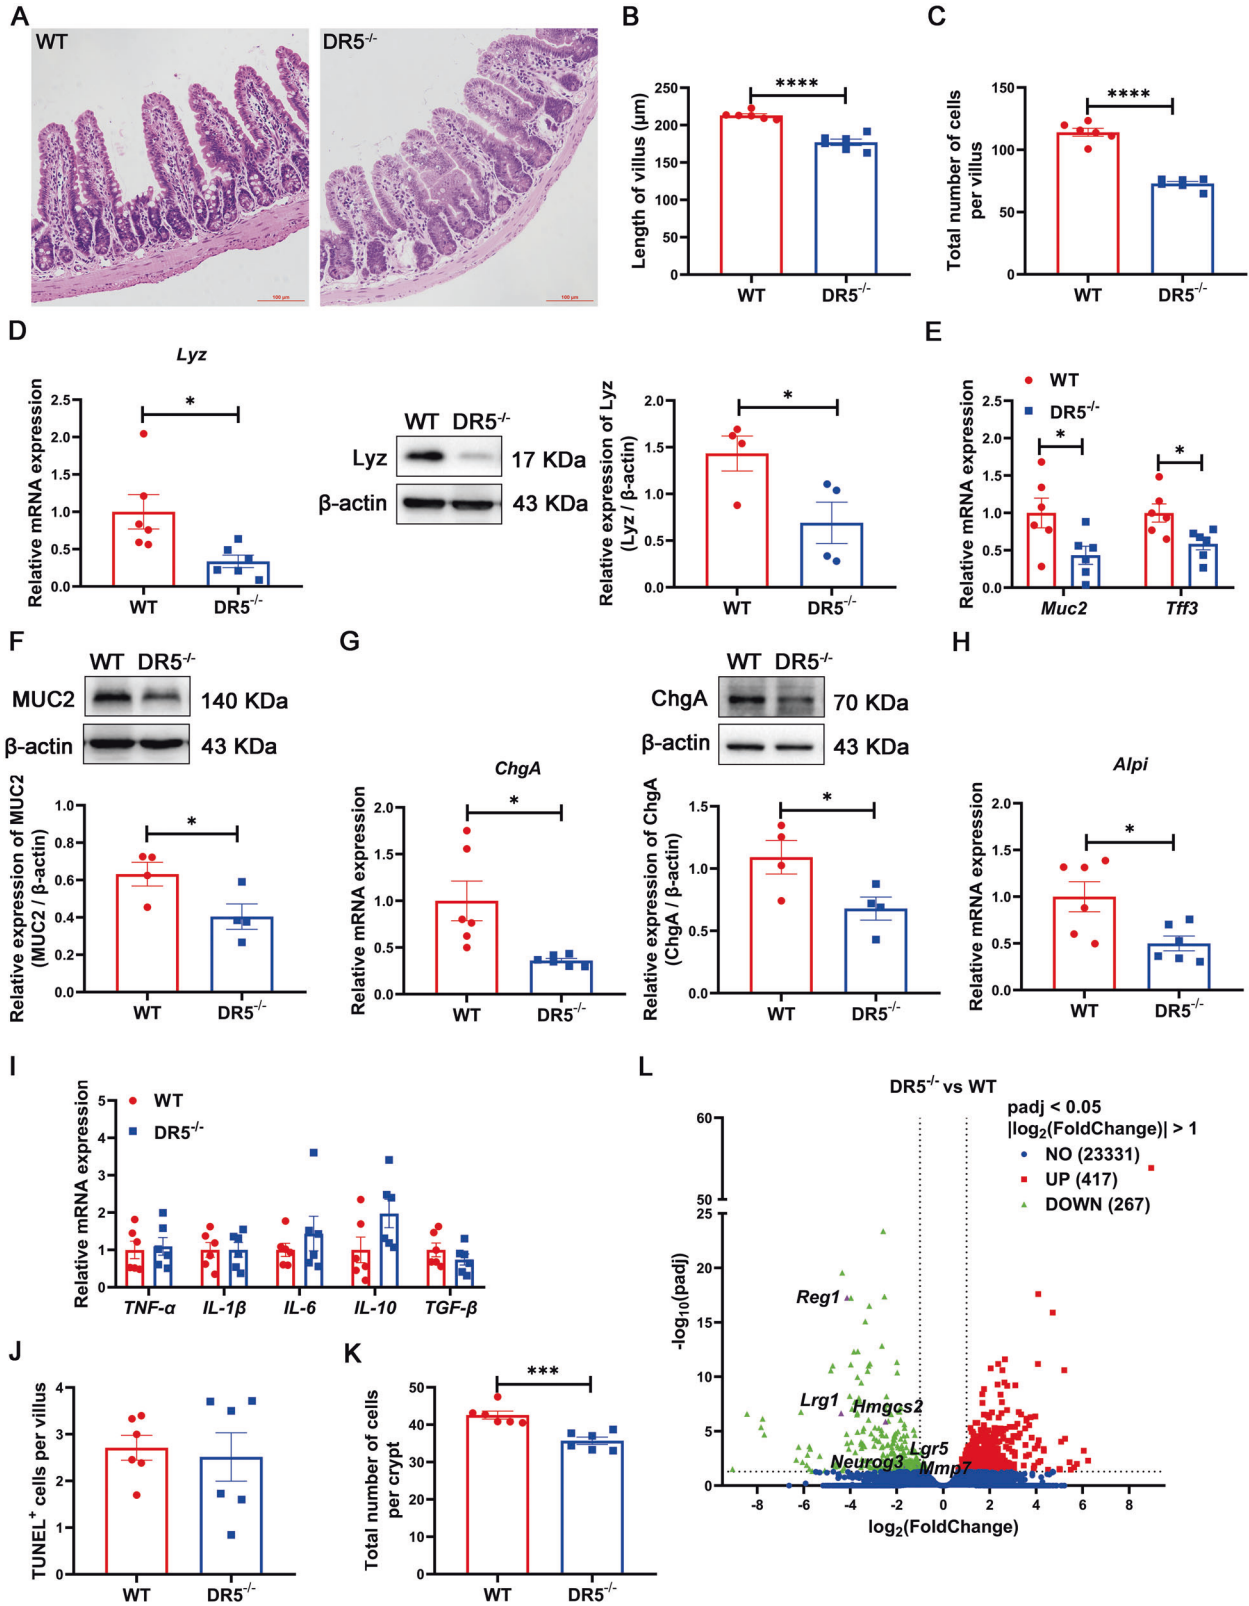 A
WT
DR5-/-
100 μm
100 μm
B
Length of villus (μm)
250
200
150
100
50
0
****
WT
DR5-/-
C
Total number of cells
per villus
150
100
50
0
****
WT
DR5-/-
D
Lyz
Relative mRNA expression
2.5
2.0
1.5
1.0
0.5
0.0
*
WT
DR5-/-
WT DR5-/-
Lyz
17 KDa
β-actin
43 KDa
Relative expression of Lyz
(Lyz / β-actin)
2.0
1.5
1.0
0.5
0.0
*
WT
DR5-/-
E
WT
DR5-/-
Relative mRNA expression
2.5
2.0
1.5
1.0
0.5
0.0
*
*
Muc2
Tff3
F
WT DR5-/-
MUC2
140 KDa
β-actin
43 KDa
Relative expression of MUC2
(MUC2 / β-actin)
1.0
0.8
0.6
0.4
0.2
0.0
*
WT
DR5-/-
G
ChgA
Relative mRNA expression
2.0
1.5
1.0
0.5
0.0
*
WT
DR5-/-
WT DR5-/-
ChgA
70 KDa
β-actin
43 KDa
Relative expression of ChgA
(ChgA / β-actin)
1.5
1.0
0.5
0.0
*
WT
DR5-/-
H
Alpi
Relative mRNA expression
2.0
1.5
1.0
0.5
0.0
*
WT
DR5-/-
I
WT
DR5-/-
Relative mRNA expression
5
4
3
2
1
0
TNF-α
IL-1β
IL-6
IL-10
TGF-β
J
TUNEL+ cells per villus
4
3
2
1
0
WT
DR5-/-
K
Total number of cells
per crypt
50
40
30
20
10
0
***
WT
DR5-/-
L
DR5-/- vs WT
padj < 0.05
|log2(FoldChange)| > 1
NO (23331)
UP (417)
DOWN (267)
-log10(padj)
60
50
25
20
15
10
5
0
Reg1
Lrg1
Hmgcs2
Lgr5
Neurog3
Mmp7
-8
-6
-4
-2
0
2
4
6
8
log2(FoldChange)